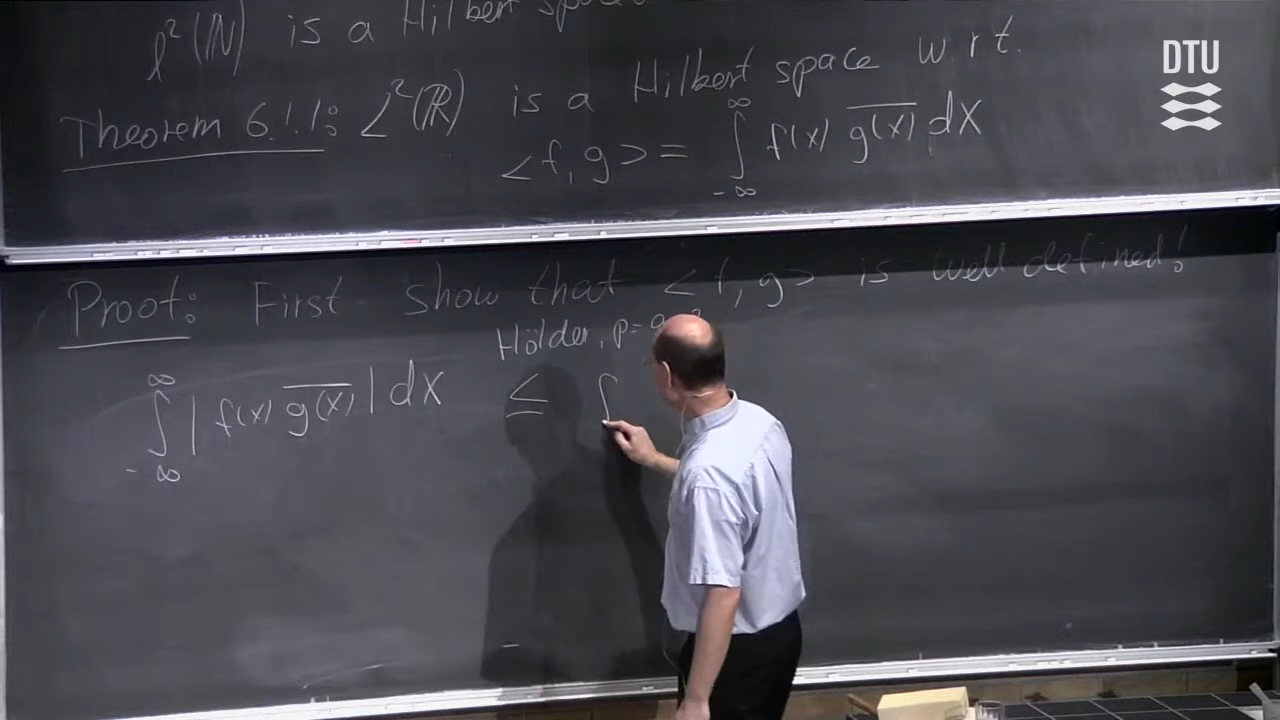 ℓ²(ℕ) is a Hilbert space
Theorem 6.1.1: L²(ℝ) is a Hilbert space w.r.t.
<f,g> = ∫_{-∞}^{∞} f(x) \overline{g(x)} dx
DTU
Proof: First show that <f,g> is well defined!
Hölder, p=q
∫_{-∞}^{∞} | f(x) \overline{g(x)} | dx ≤ ∫